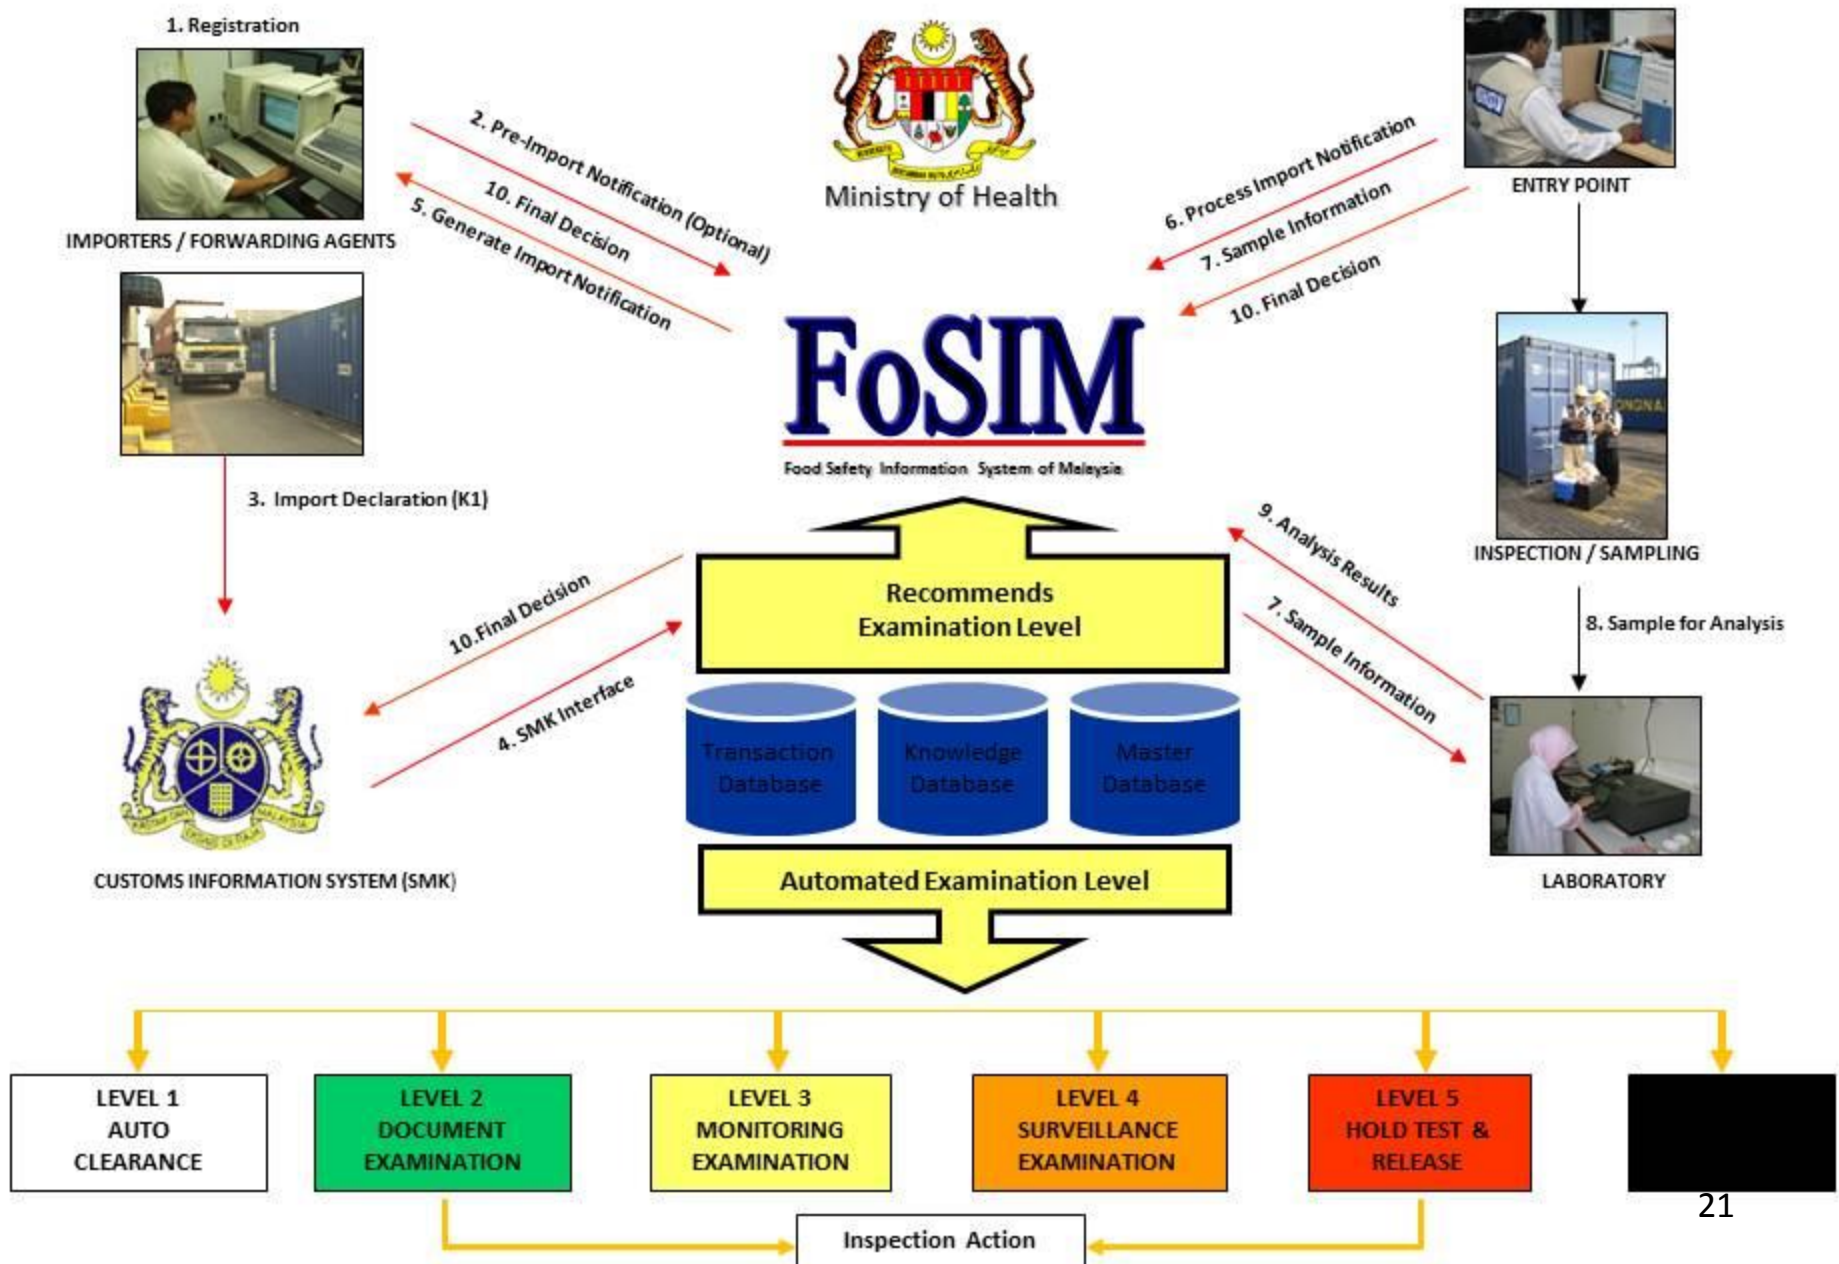 1. Registration
IMPORTERS / FORWARDING AGENTS
2. Pre-Import Notification (Optional)
10. Final Decision
5. Generate Import Notification
Ministry of Health
6. Process Import Notification
7. Sample Information
10. Final Decision
ENTRY POINT
FoSIM
Food Safety Information System of Malaysia
3. Import Declaration (K1)
INSPECTION / SAMPLING
9. Analysis Results
7. Sample Information
8. Sample for Analysis
10.Final Decision
4. SMK Interface
Recommends
Examination Level
Transaction
Database
Knowledge
Database
Master
Database
CUSTOMS INFORMATION SYSTEM (SMK)
LABORATORY
Automated Examination Level
LEVEL 1
AUTO
CLEARANCE
LEVEL 2
DOCUMENT
EXAMINATION
LEVEL 3
MONITORING
EXAMINATION
LEVEL 4
SURVEILLANCE
EXAMINATION
LEVEL 5
HOLD TEST &
RELEASE
21
Inspection Action